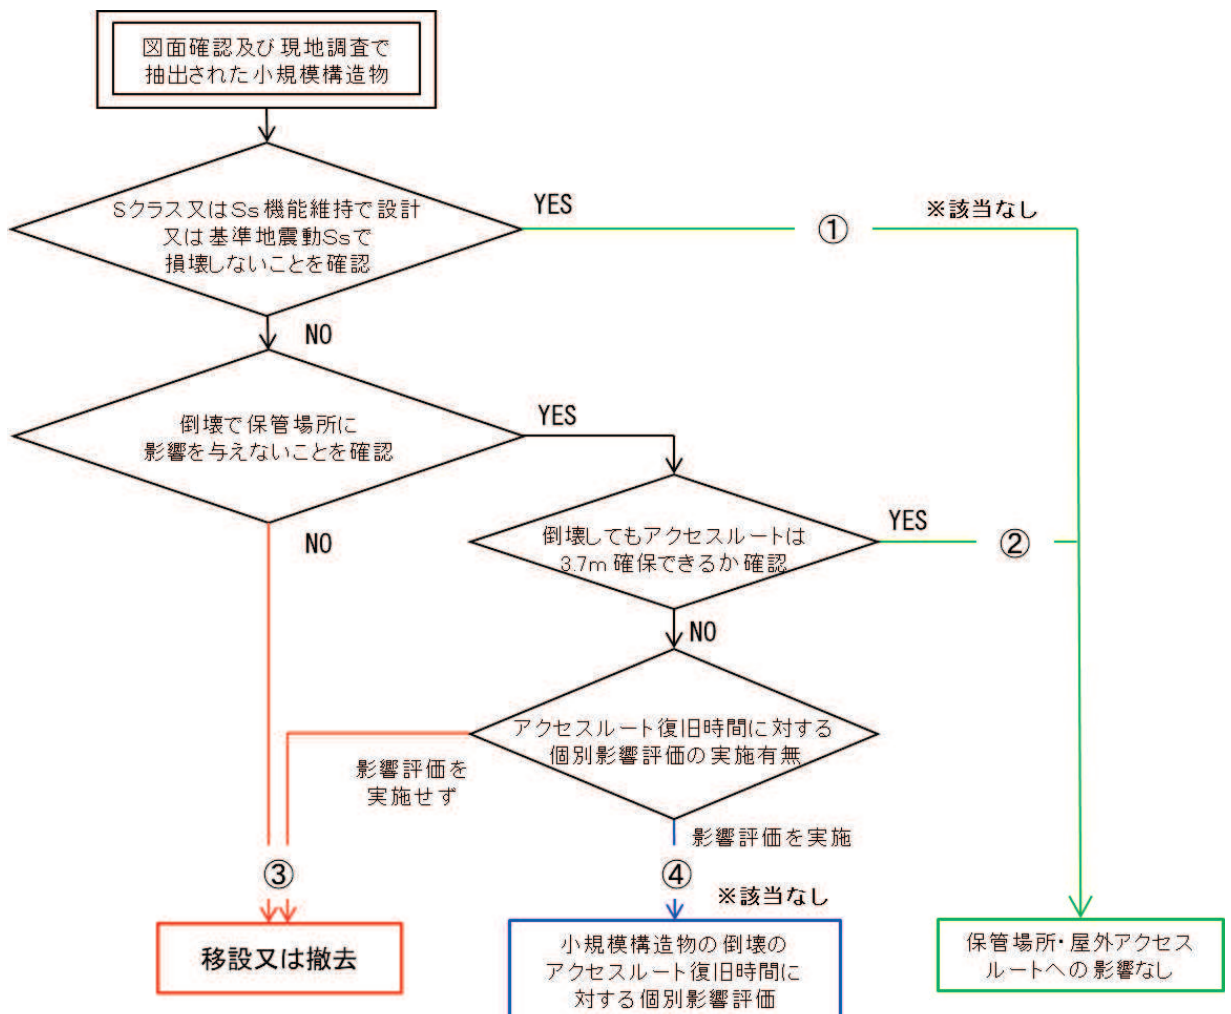 図面確認及び現地調査で
抽出された小規模構造物
Sクラス又はSs機能維持で設計
又は基準地震動Ssで
損壊しないことを確認
YES
①
※該当なし
NO
倒壊で保管場所に
影響を与えないことを確認
YES
NO
倒壊してもアクセスルートは
3.7m確保できるか確認
YES
②
NO
アクセスルート復旧時間に対する
個別影響評価の実施有無
影響評価を
実施せず
影響評価を実施
③
④
※該当なし
移設又は撤去
小規模構造物の倒壊の
アクセスルート復旧時間に
対する個別影響評価
保管場所・屋外アクセス
ルートへの影響なし